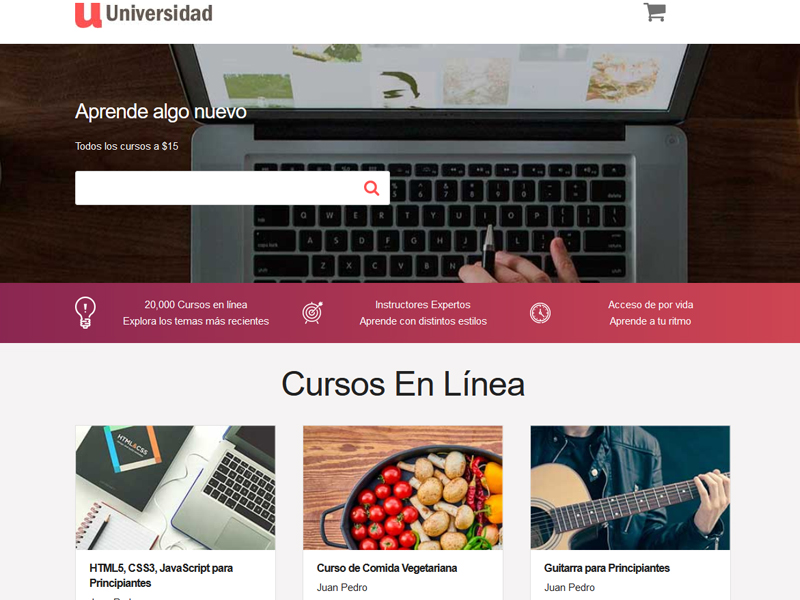 u Universidad
Aprende algo nuevo
Todos los cursos a $15
20,000 Cursos en línea
Explora los temas más recientes
Instructores Expertos
Aprende con distintos estilos
Acceso de por vida
Aprende a tu ritmo
Cursos En Línea
HTML&CSS
HTML5, CSS3, JavaScript para
Principiantes
Curso de Comida Vegetariana
Juan Pedro
Guitarra para Principiantes
Juan Pedro